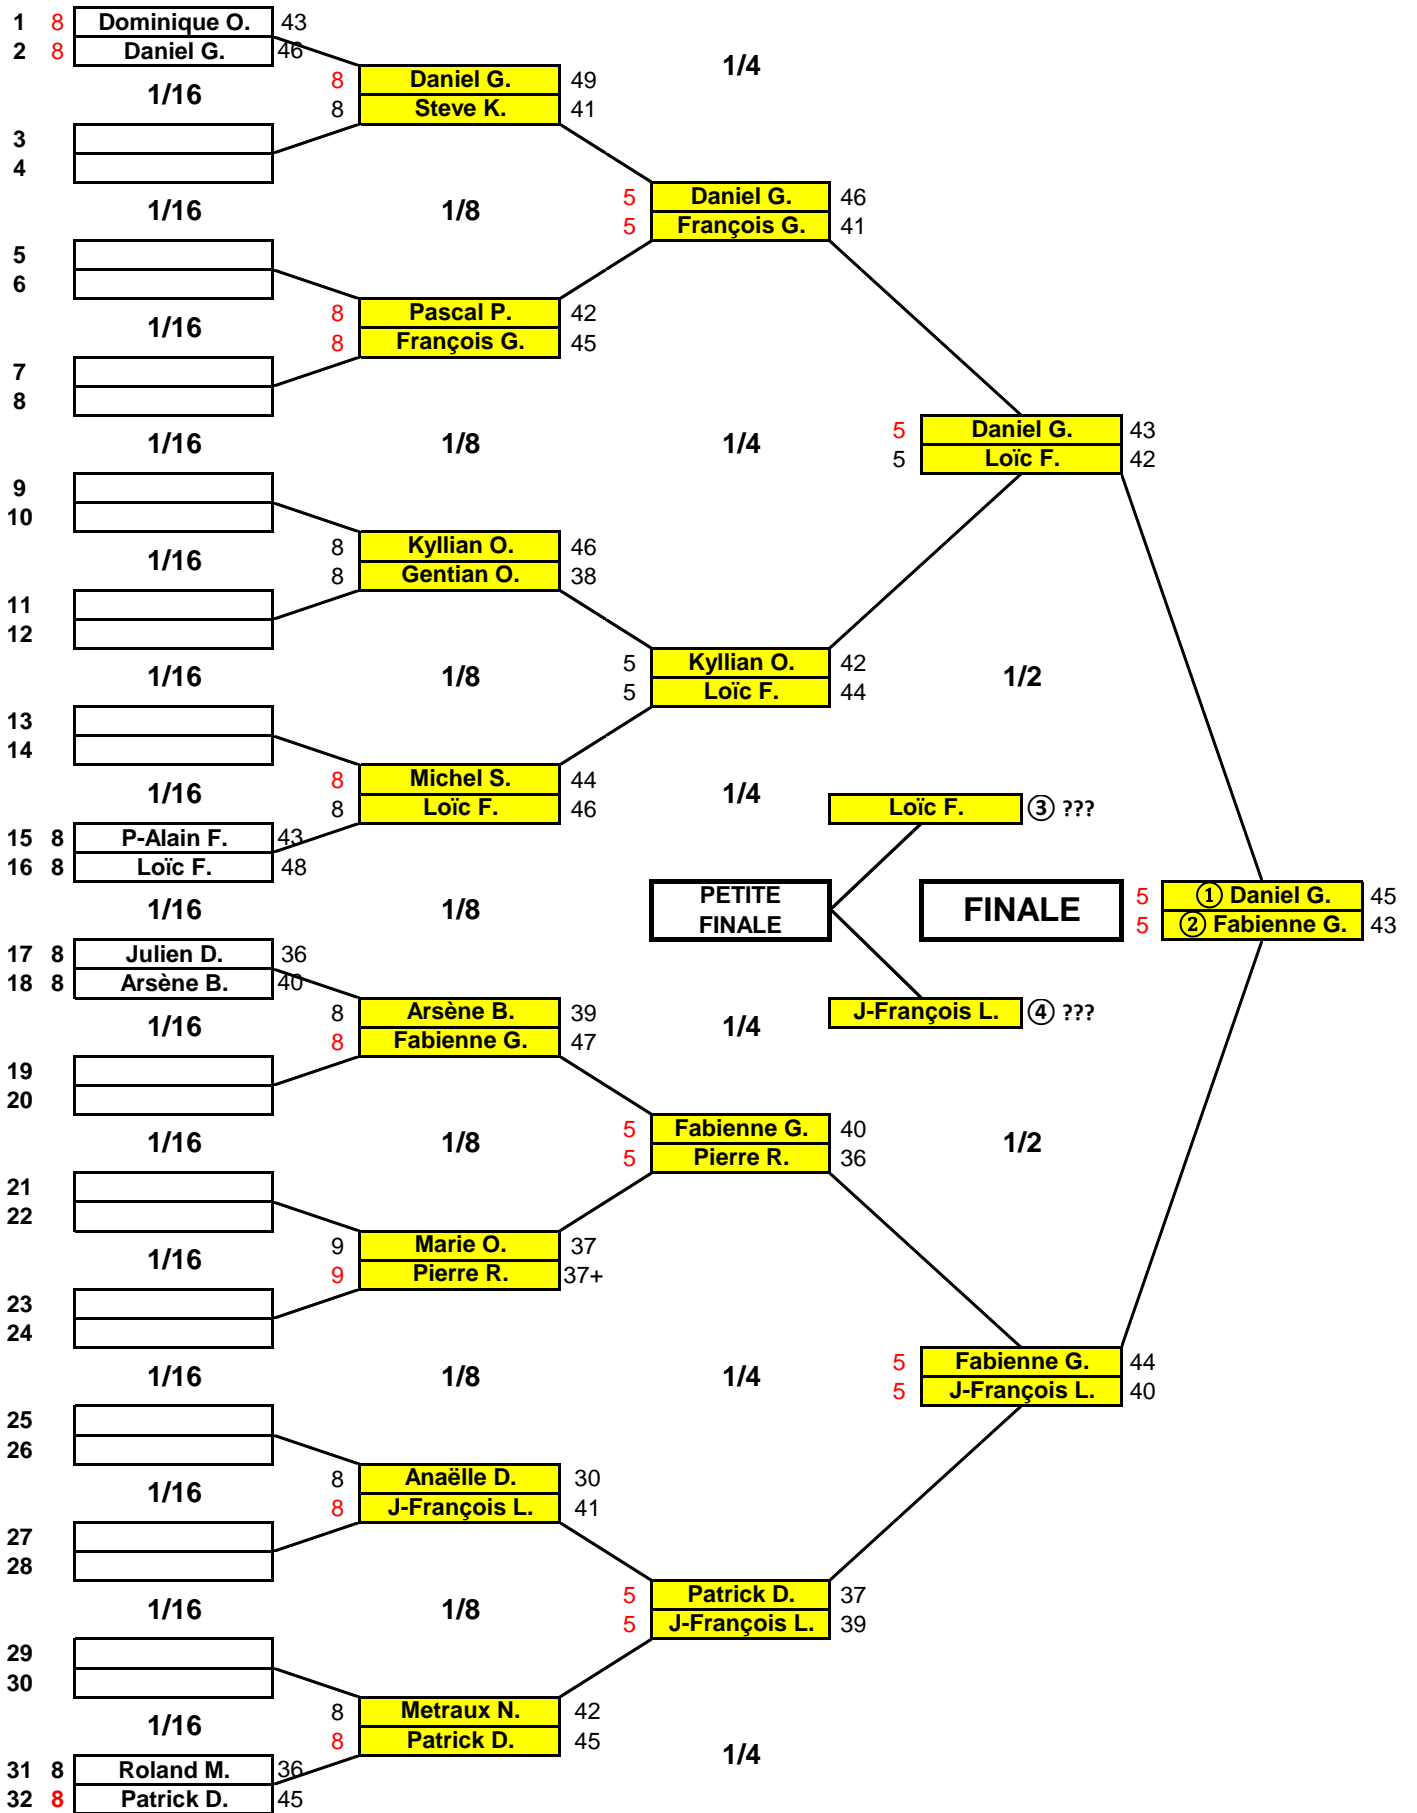 1 8 Dominique O. 43
2 8 Daniel G. 46
1/4
8 Daniel G. 49
1/16
8 Steve K. 41
3
4
5 Daniel G. 46
1/16 1/8
5 François G. 41
5
6
8 Pascal P. 42
1/16
8 François G. 45
7
8
5 Daniel G. 43
1/16 1/8 1/4
5 Loïc F. 42
9
10
8 Kyllian O. 46
1/16
8 Gentian O. 38
11
12
5 Kyllian O. 42
1/16 1/8 1/2
5 Loïc F. 44
13
14
8 Michel S. 44
1/16 1/4
8 Loïc F. 46
Loïc F. ③ ???
15 8 P-Alain F. 43
16 8 Loïc F. 48
PETITE
FINALE
1/16 1/8 FINALE
5 ① Daniel G. 45
5 ② Fabienne G. 43
17 8 Julien D. 36
18 8 Arsène B. 40
8 Arsène B. 39
J-François L. ④ ???
1/16 1/4
8 Fabienne G. 47
19
20
5 Fabienne G. 40
1/16 1/8 1/2
5 Pierre R. 36
21
22
9 Marie O. 37
1/16
9 Pierre R. 37+
23
24
5 Fabienne G. 44
1/16 1/8 1/4
5 J-François L. 40
25
26
8 Anaëlle D. 30
1/16
8 J-François L. 41
27
28
5 Patrick D. 37
1/16 1/8
5 J-François L. 39
29
30
8 Metraux N. 42
1/16
8 Patrick D. 45
1/4
31 8 Roland M. 36
32 8 Patrick D. 45